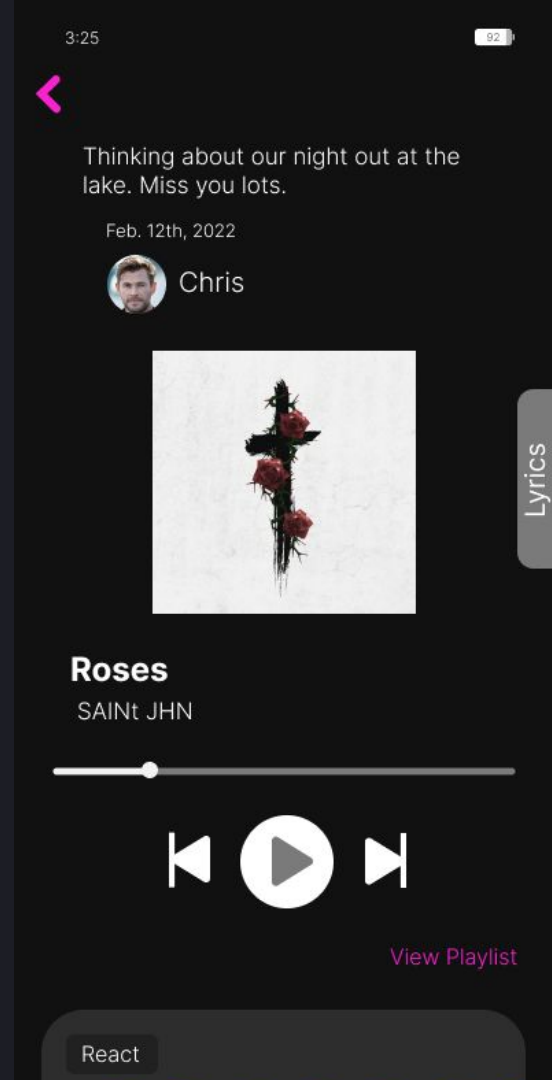 3:25
92
Thinking about our night out at the
lake. Miss you lots.
Feb. 12th, 2022
Chris
Lyrics
Roses
SAINt JHN
View Playlist
React